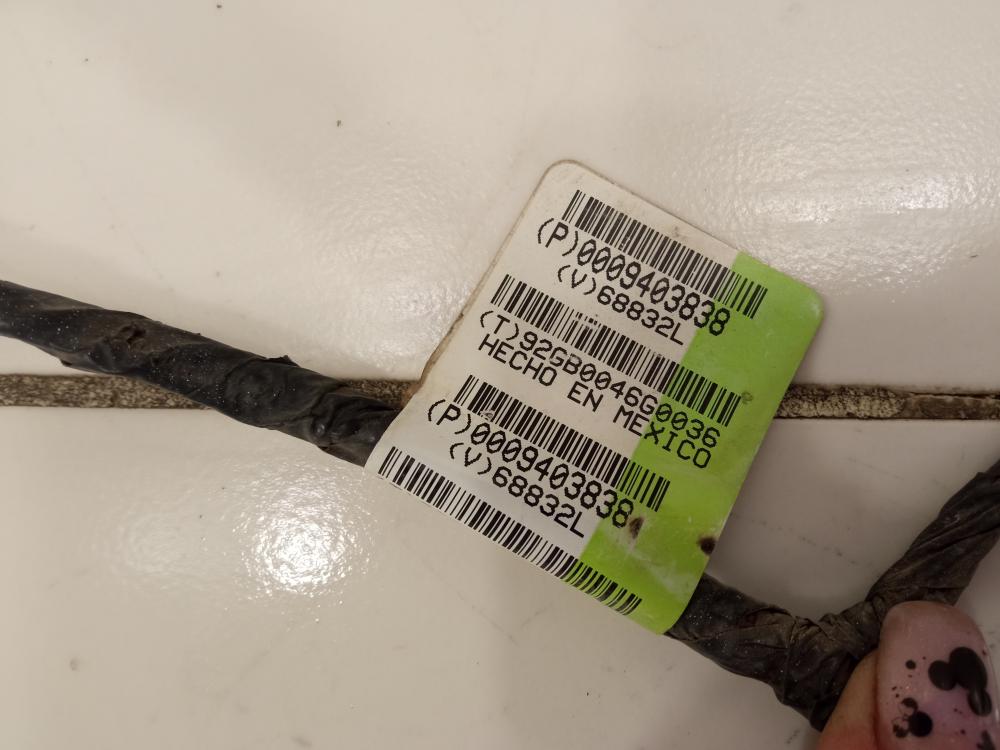 (P)0009403838
(V)68832L
(T)92GB0046G0036
HECHO EN MEXICO
(P)0009403838
(V)68832L